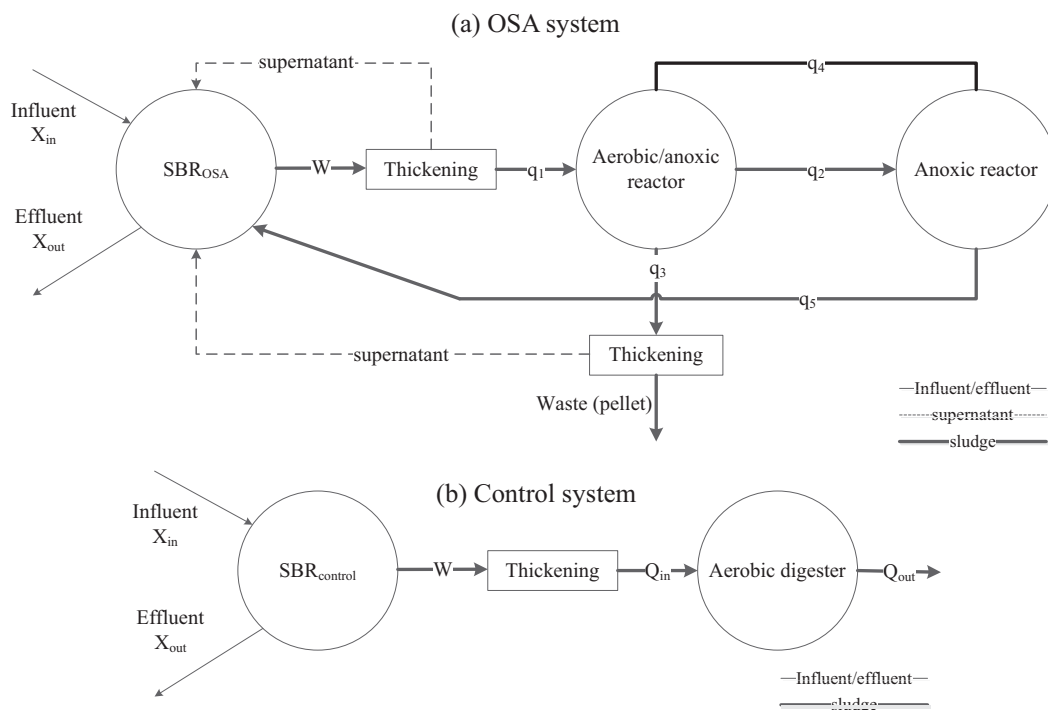 (a) OSA system
supernatant
q4
Influent
Xin
SBROSA
W
Thickening
q1
Aerobic/anoxic
reactor
q2
Anoxic reactor
Effluent
Xout
q3
q5
supernatant
Thickening
Waste (pellet)
Influent/effluent
supernatant
sludge
(b) Control system
Influent
Xin
SBRcontrol
W
Thickening
Qin
Aerobic digester
Qout
Effluent
Xout
Influent/effluent
sludge